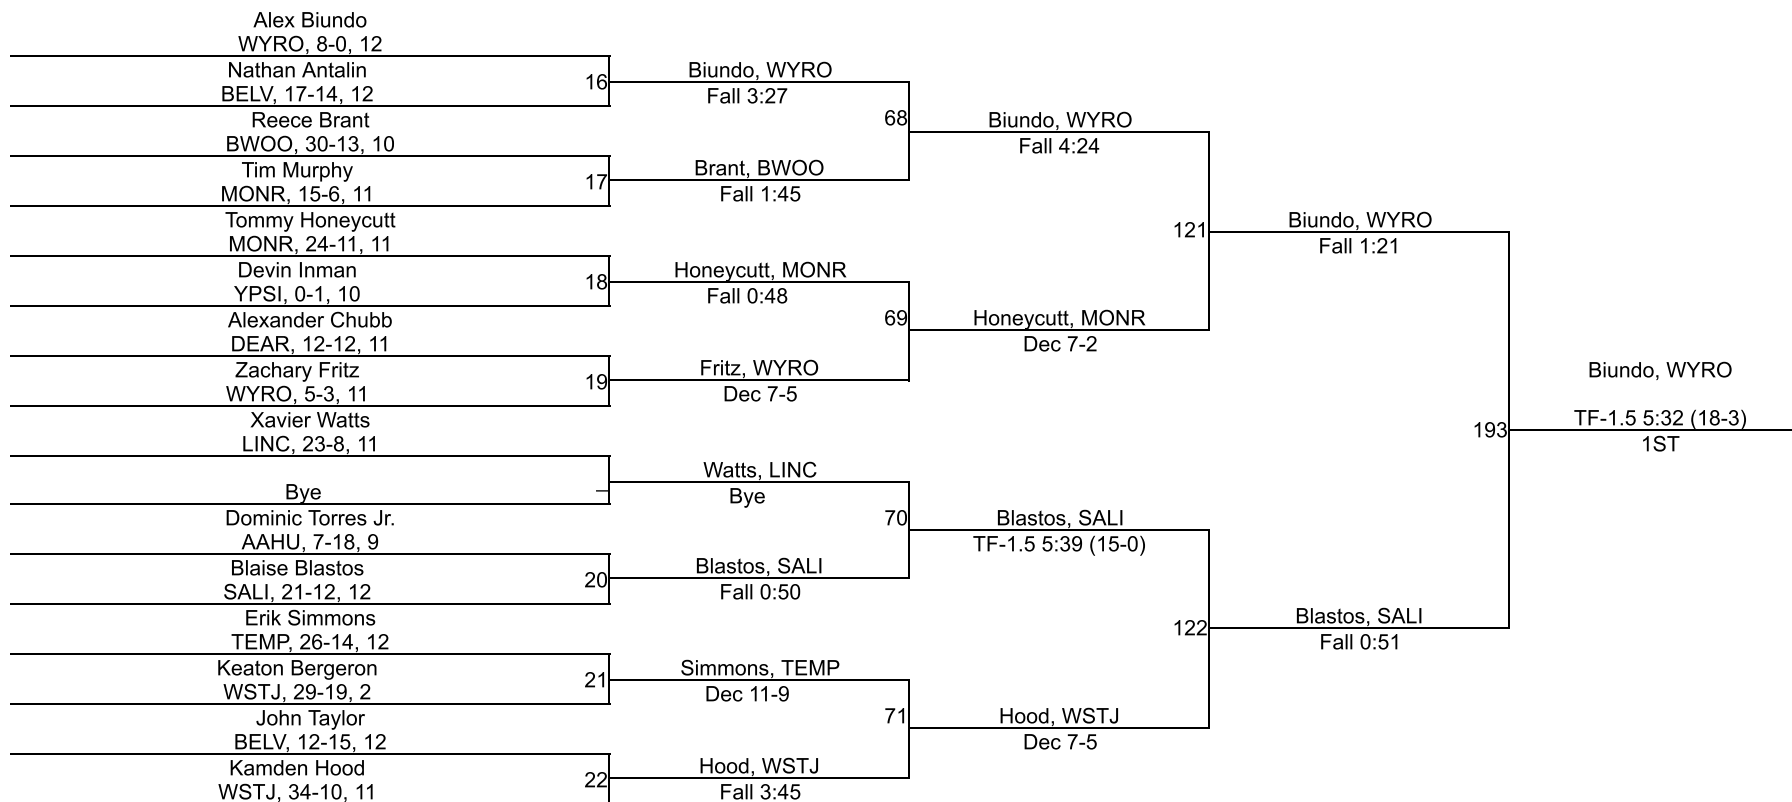 Alex Biundo
WYRO, 8-0, 12
Nathan Antalin
BELV, 17-14, 12
16
Reece Brant
BWOO, 30-13, 10
Tim Murphy
MONR, 15-6, 11
17
Tommy Honeycutt
MONR, 24-11, 11
Devin Inman
YPSI, 0-1, 10
18
Alexander Chubb
DEAR, 12-12, 11
Zachary Fritz
WYRO, 5-3, 11
19
Xavier Watts
LINC, 23-8, 11
Bye
Dominic Torres Jr.
AAHU, 7-18, 9
Blaise Blastos
SALI, 21-12, 12
20
Erik Simmons
TEMP, 26-14, 12
Keaton Bergeron
WSTJ, 29-19, 2
21
John Taylor
BELV, 12-15, 12
Kamden Hood
WSTJ, 34-10, 11
22
Biundo, WYRO
Fall 3:27
68
Brant, BWOO
Fall 1:45
Honeycutt, MONR
Fall 0:48
69
Fritz, WYRO
Dec 7-5
Watts, LINC
Bye
70
Blastos, SALI
Fall 0:50
Simmons, TEMP
Dec 11-9
71
Hood, WSTJ
Fall 3:45
Biundo, WYRO
Fall 4:24
121
Honeycutt, MONR
Dec 7-2
Blastos, SALI
TF-1.5 5:39 (15-0)
122
Hood, WSTJ
Dec 7-5
Biundo, WYRO
Fall 1:21
193
Blastos, SALI
Fall 0:51
Biundo, WYRO
TF-1.5 5:32 (18-3)
1ST